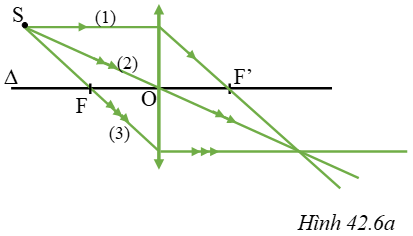 S
(1)
(2)
Δ
F
O
F’
(3)
Hình 42.6a